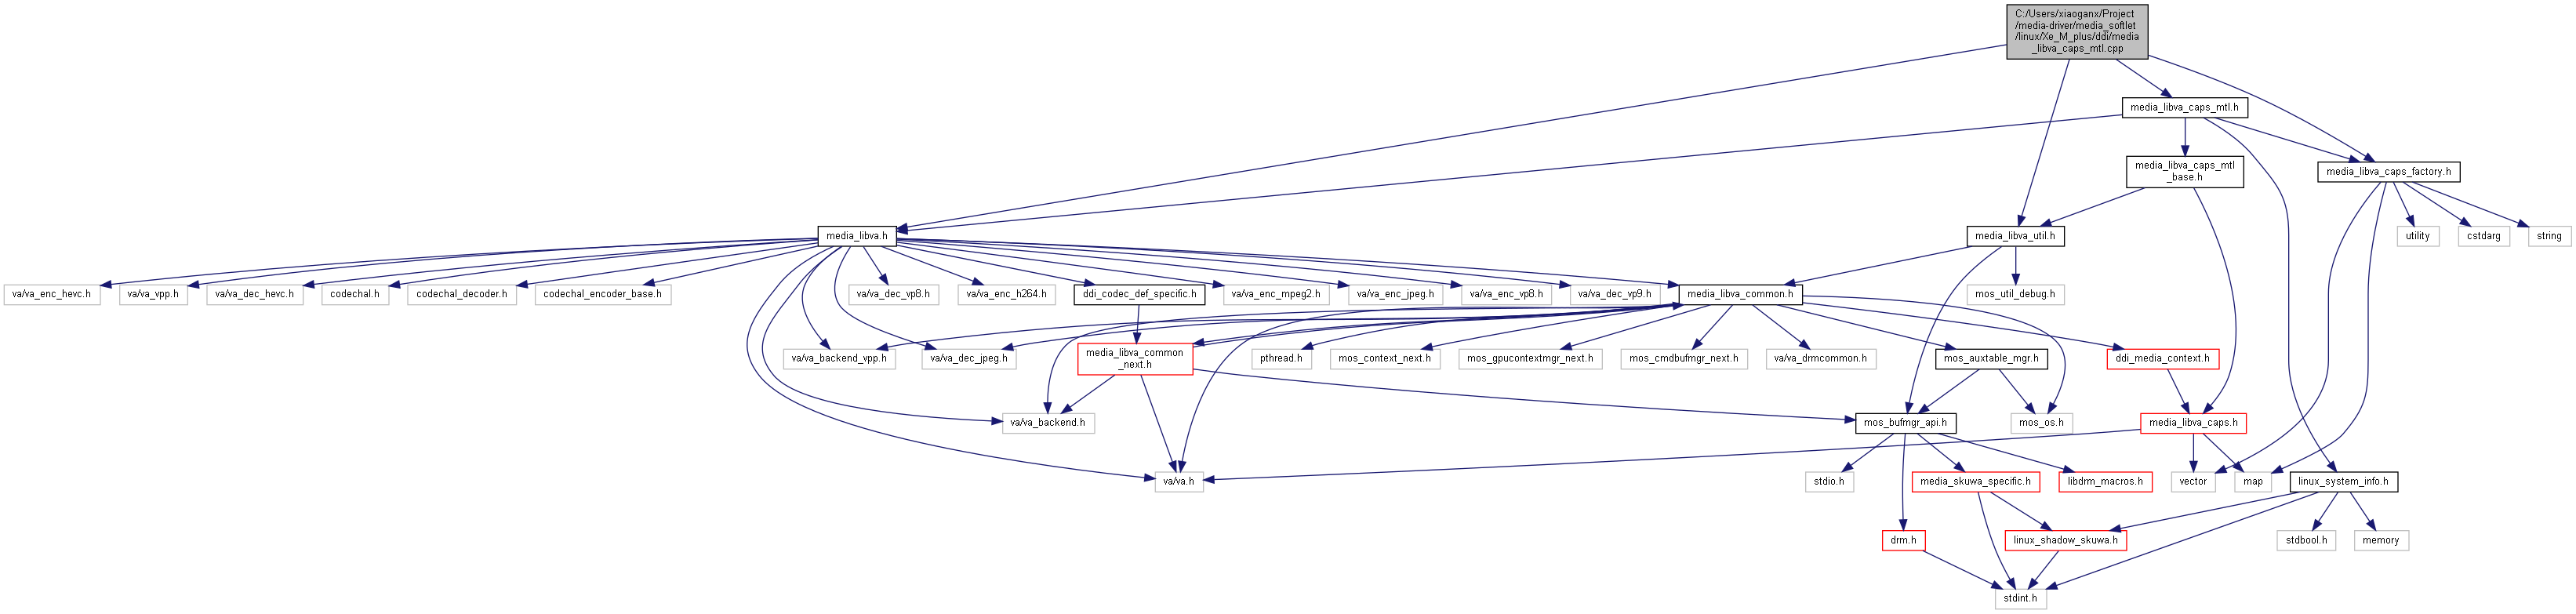 C:/Users/xiaoganx/Project
/media-driver/media_softlet
/linux/Xe_M_plus/ddi/media
_libva_caps_mtl.cpp
media_libva_caps_mtl.h
media_libva_caps_mtl
_base.h
media_libva_caps_factory.h
media_libva.h
media_libva_util.h
utility
cstdarg
string
va/va_enc_hevc.h
va/va_vpp.h
va/va_dec_hevc.h
codechal.h
codechal_decoder.h
codechal_encoder_base.h
va/va_dec_vp8.h
va/va_enc_h264.h
ddi_codec_def_specific.h
va/va_enc_mpeg2.h
va/va_enc_jpeg.h
va/va_enc_vp8.h
va/va_dec_vp9.h
media_libva_common.h
mos_util_debug.h
va/va_backend_vpp.h
va/va_dec_jpeg.h
media_libva_common
_next.h
pthread.h
mos_context_next.h
mos_gpucontextmgr_next.h
mos_cmdbufmgr_next.h
va/va_drmcommon.h
mos_auxtable_mgr.h
ddi_media_context.h
va/va_backend.h
mos_bufmgr_api.h
mos_os.h
media_libva_caps.h
va/va.h
stdio.h
media_skuwa_specific.h
libdrm_macros.h
vector
map
linux_system_info.h
drm.h
linux_shadow_skuwa.h
stdbool.h
memory
stdint.h